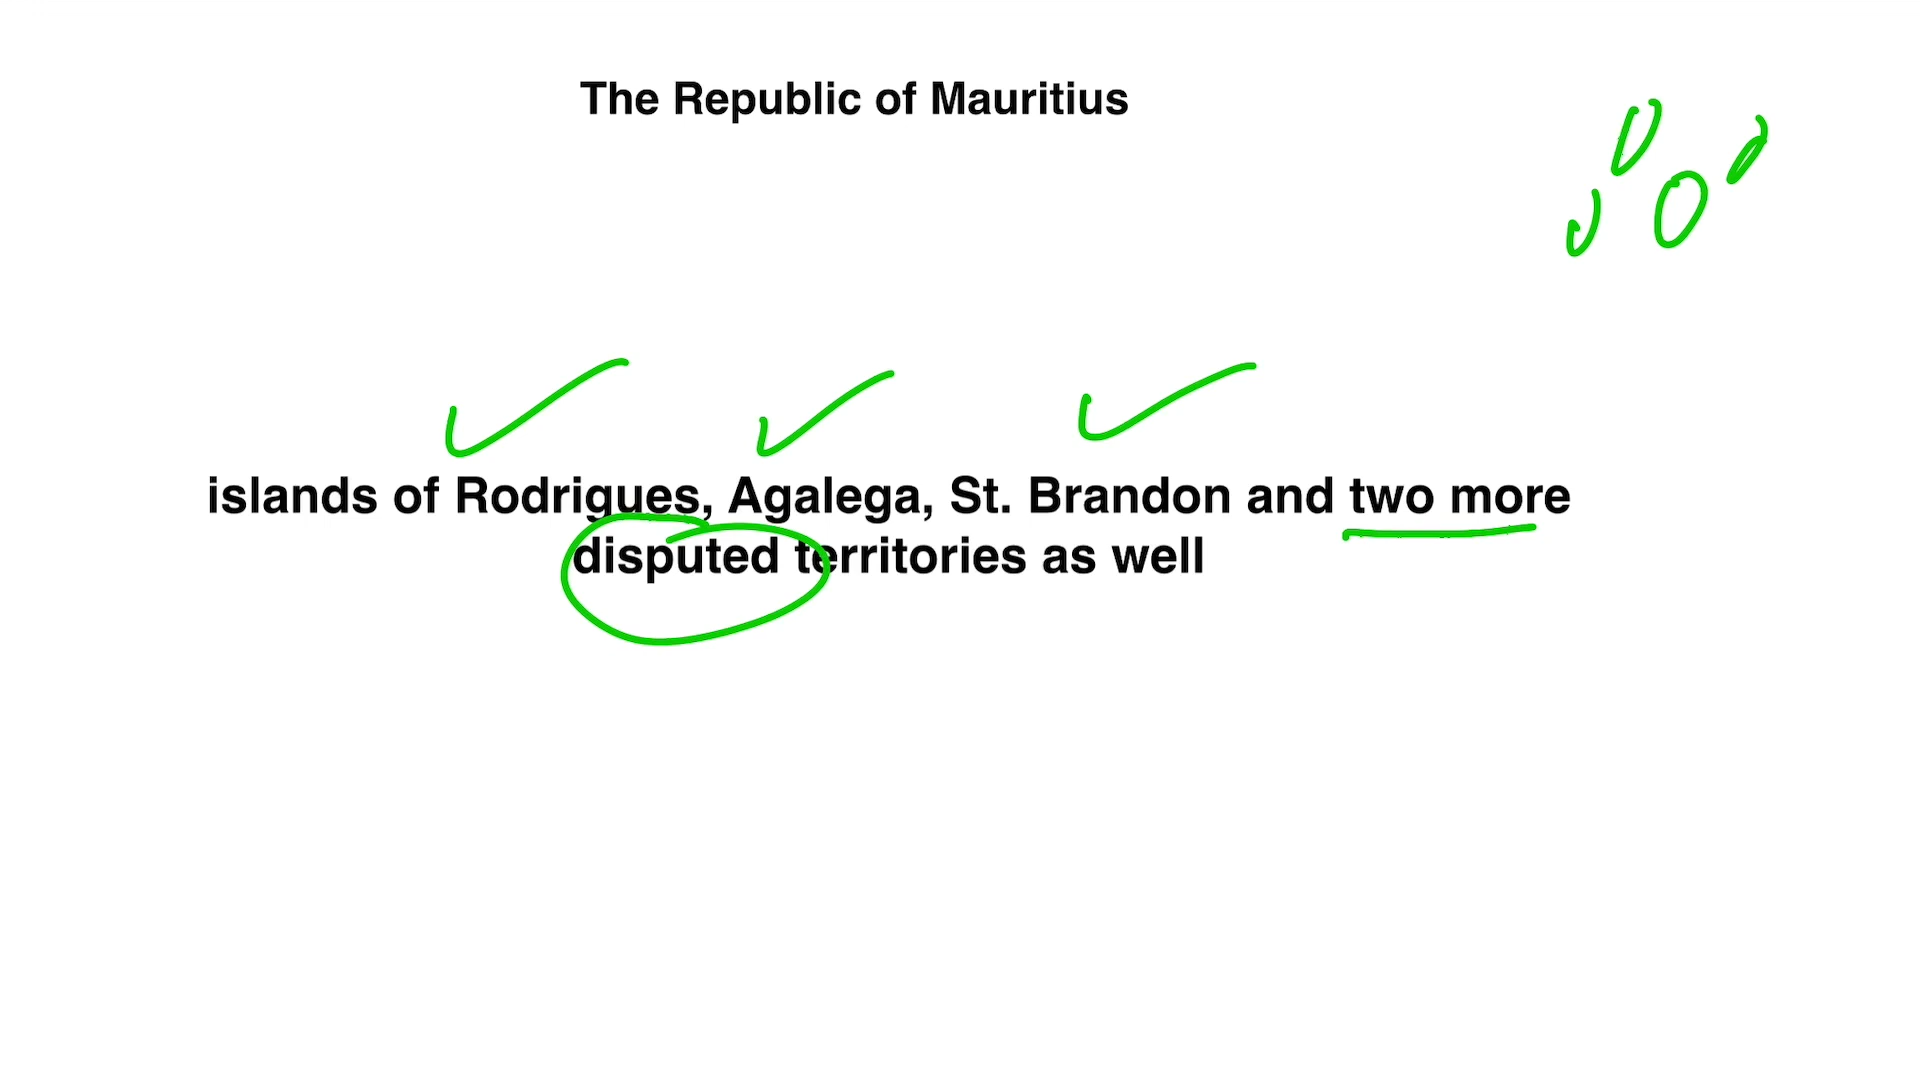 The Republic of Mauritius
islands of Rodrigues, Agalega, St. Brandon and two more
disputed territories as well